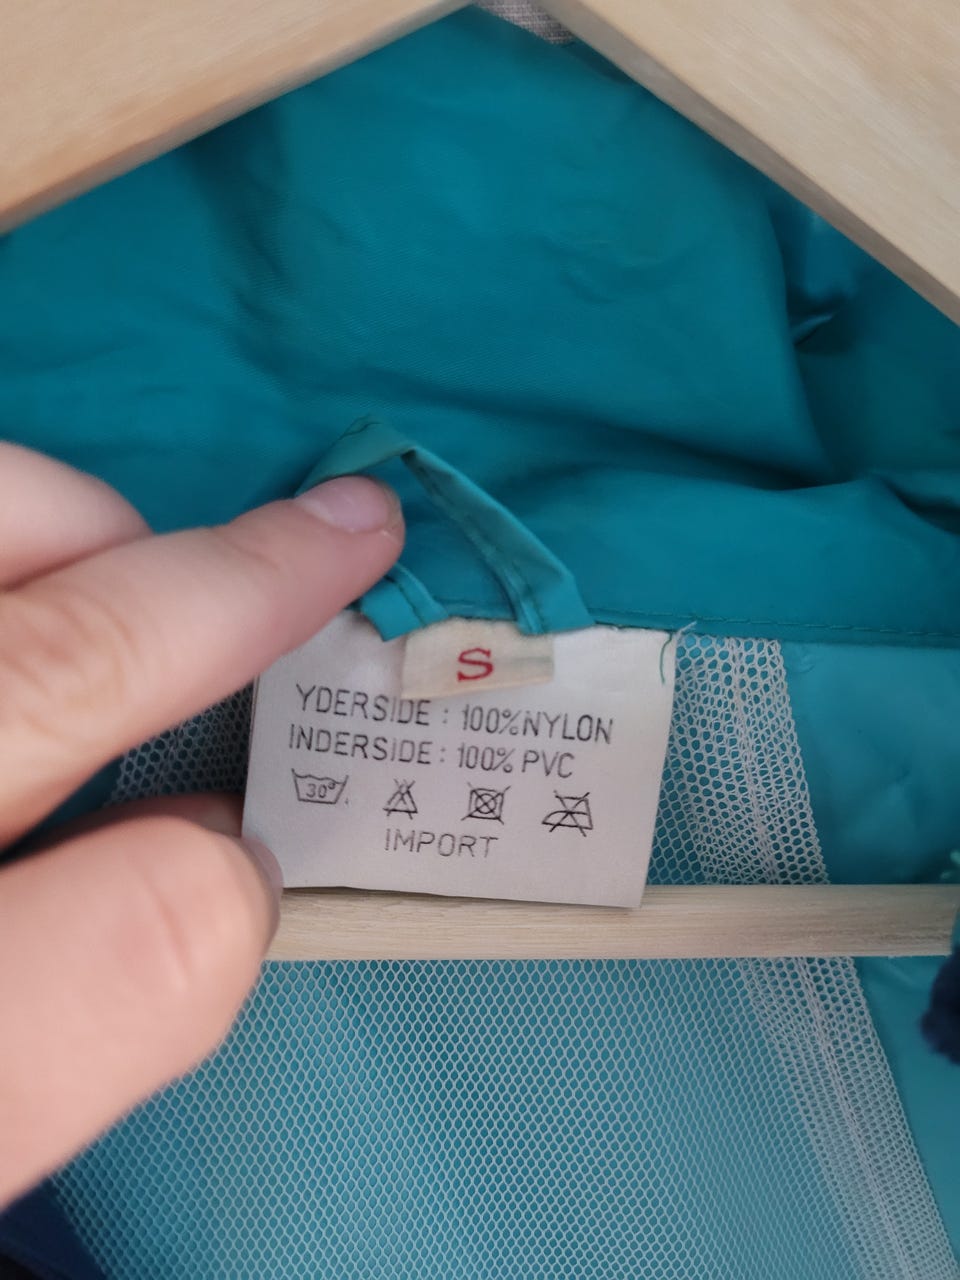 S
YDERSIDE : 100% NYLON
INDERSIDE : 100% PVC
30°
IMPORT